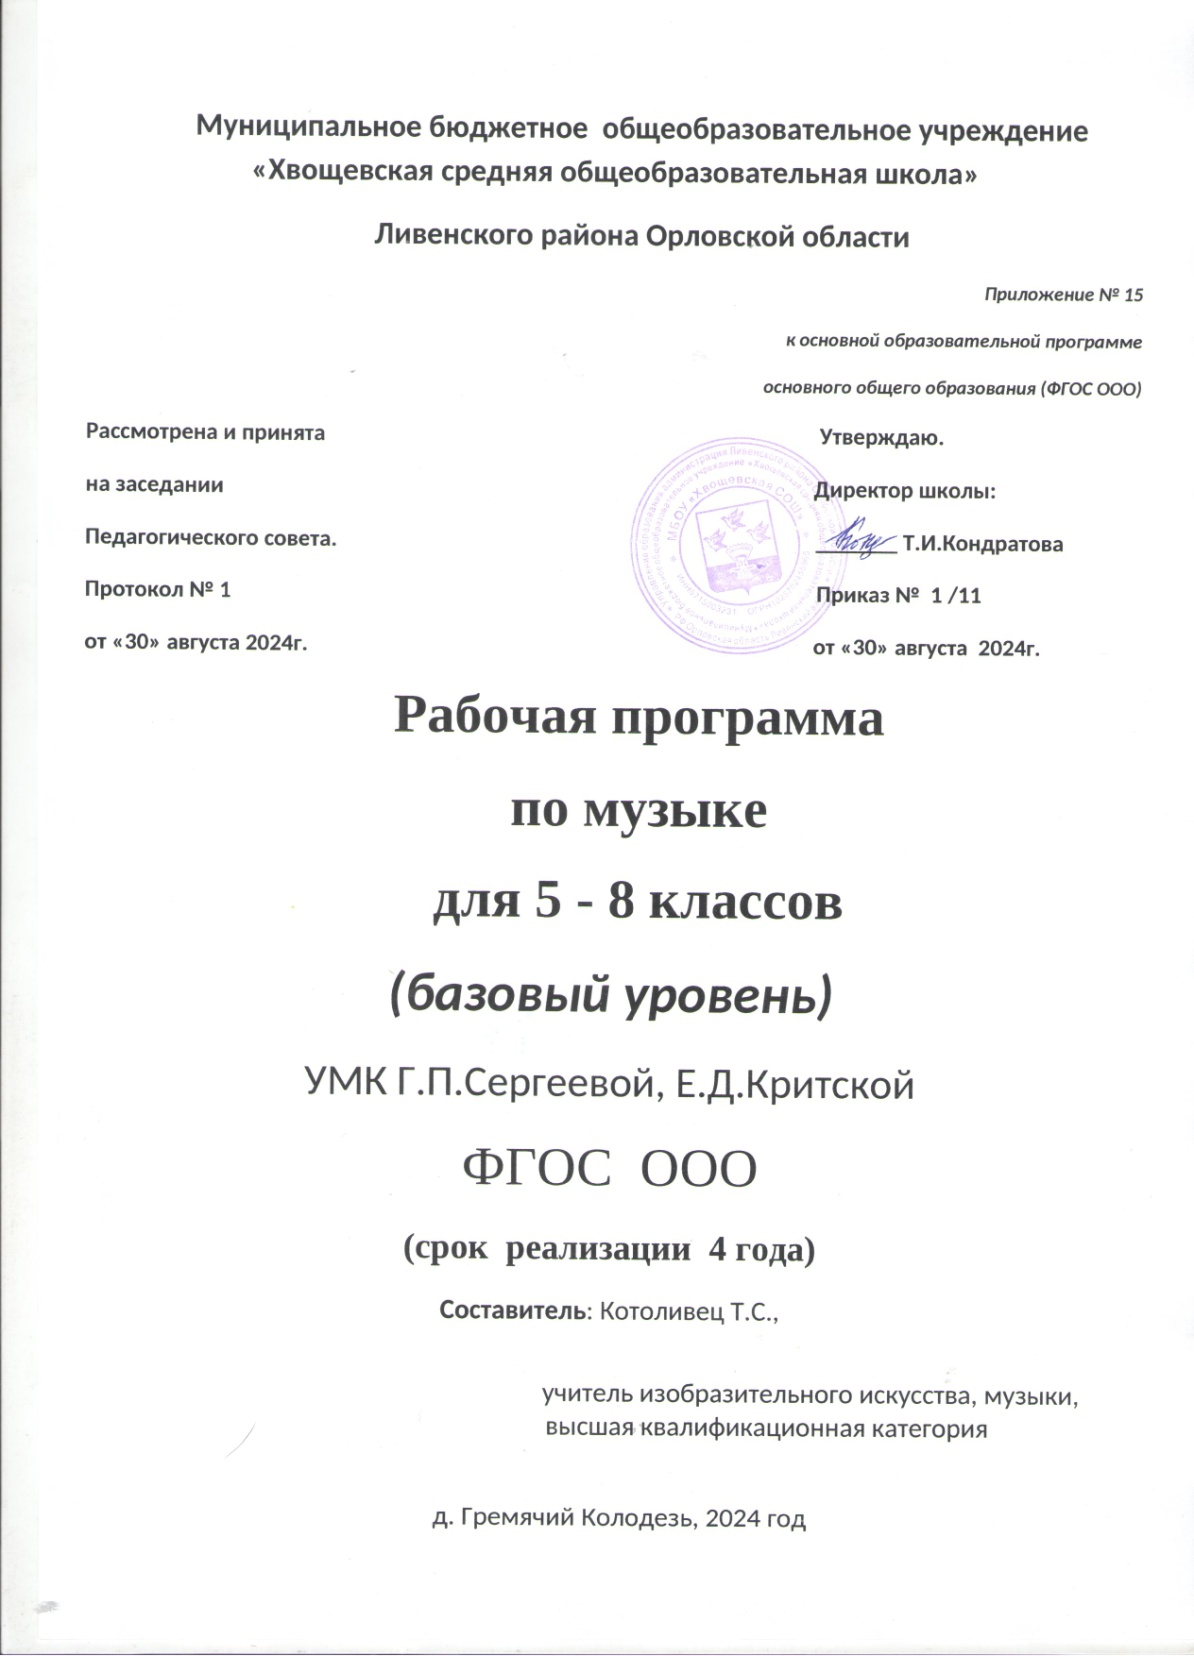 Муниципальное бюджетное общеобразовательное учреждение
«Хвощевская средняя общеобразовательная школа»
Ливенского района Орловской области
Приложение № 15
к основной образовательной программе
основного общего образования (ФГОС ООО)
Рассмотрена и принята
на заседании
Педагогического совета.
Протокол № 1
от «30» августа 2024г.
МБОУ «Хвощевская СОШ»
Утверждаю.
Директор школы:
________ Т.И.Кондратова
Приказ № 1 /11
от «30» августа 2024г.
Рабочая программа
по музыке
для 5 - 8 классов
(базовый уровень)
УМК Г.П.Сергеевой, Е.Д.Критской
ФГОС ООО
(срок реализации 4 года)
Составитель: Котоливец Т.С.,
учитель изобразительного искусства, музыки,
высшая квалификационная категория
д. Гремячий Колодезь, 2024 год